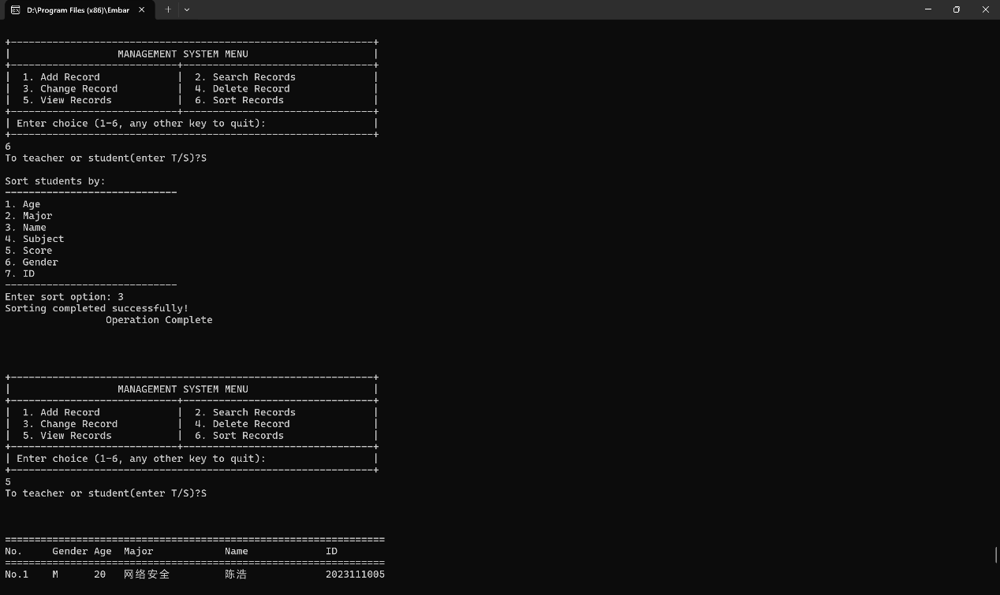 D:\Program Files (x86)\Embar
+-------------------------------------------------------------+
|                  MANAGEMENT SYSTEM MENU                     |
+----------------------------+--------------------------------+
|  1. Add Record             |  2. Search Records             |
|  3. Change Record          |  4. Delete Record              |
|  5. View Records           |  6. Sort Records               |
+----------------------------+--------------------------------+
| Enter choice (1-6, any other key to quit):                  |
+-------------------------------------------------------------+
6
To teacher or student(enter T/S)?S
Sort students by:
-----------------------------
1. Age
2. Major
3. Name
4. Subject
5. Score
6. Gender
7. ID
-----------------------------
Enter sort option: 3
Sorting completed successfully!
                 Operation Complete
+-------------------------------------------------------------+
|                  MANAGEMENT SYSTEM MENU                     |
+----------------------------+--------------------------------+
|  1. Add Record             |  2. Search Records             |
|  3. Change Record          |  4. Delete Record              |
|  5. View Records           |  6. Sort Records               |
+----------------------------+--------------------------------+
| Enter choice (1-6, any other key to quit):                  |
+-------------------------------------------------------------+
5
To teacher or student(enter T/S)?S
================================================================
No.     Gender Age  Major            Name             ID
================================================================
No.1    M      20   网络安全         陈浩             2023111005